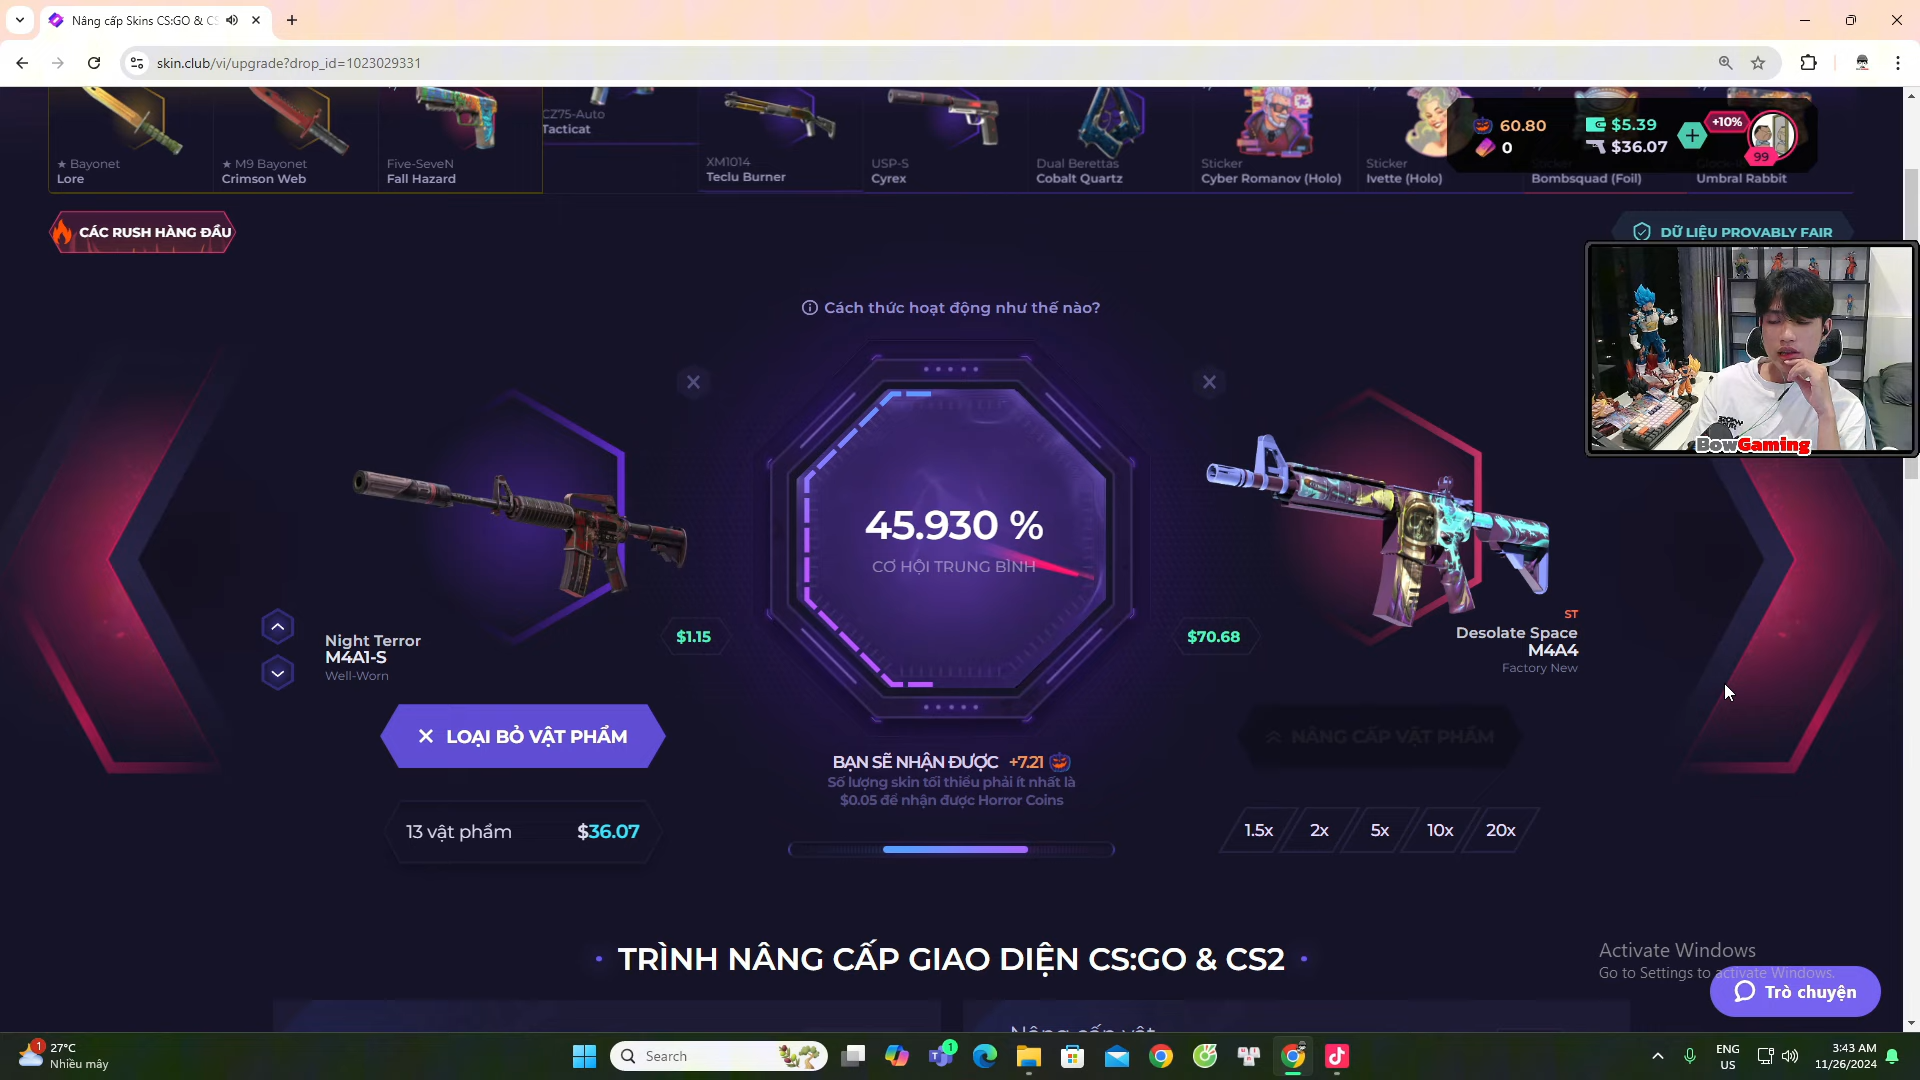 Nâng cấp Skins CS:GO & CS
skin.club/vi/upgrade?drop_id=1023029331
★ Bayonet
Lore
★ M9 Bayonet
Crimson Web
Five-SeveN
Fall Hazard
CZ75-Auto
Tacticat
XM1014
Teclu Burner
USP-S
Cyrex
Dual Berettas
Cobalt Quartz
Sticker
Cyber Romanov (Holo)
Sticker
Ivette (Holo)
Sticker
Bombsquad (Foil)
Umbral Rabbit
60.80
0
$5.39
$36.07
+10%
99
CÁC RUSH HÀNG ĐẦU
DỮ LIỆU PROVABLY FAIR
Cách thức hoạt động như thế nào?
BowGaming
45.930 %
CƠ HỘI TRUNG BÌNH
$1.15
$70.68
Night Terror
M4A1-S
Well-Worn
ST
Desolate Space
M4A4
Factory New
LOẠI BỎ VẬT PHẨM
NÂNG CẤP VẬT PHẨM
BẠN SẼ NHẬN ĐƯỢC +7.21
Số lượng skin tối thiểu phải ít nhất là
$0.05 để nhận được Horror Coins
13 vật phẩm $36.07
1.5x 2x 5x 10x 20x
TRÌNH NÂNG CẤP GIAO DIỆN CS:GO & CS2
Nâng cấp vật
Activate Windows
Go to Settings to activate Windows.
Trò chuyện
1
27°C
Nhiều mây
Search
1
ENG
US
3:43 AM
11/26/2024